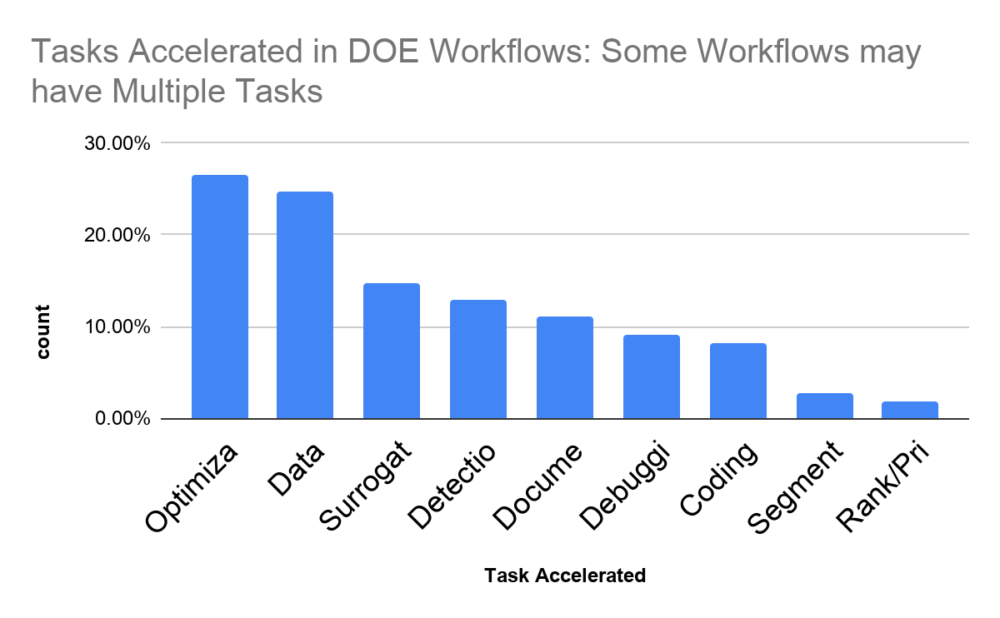 Tasks Accelerated in DOE Workflows: Some Workflows may
have Multiple Tasks
30.00%
20.00%
10.00%
0.00%
count
Optimiza
Data
Surrogat
Detectio
Docume
Debuggi
Coding
Segment
Rank/Pri
Task Accelerated